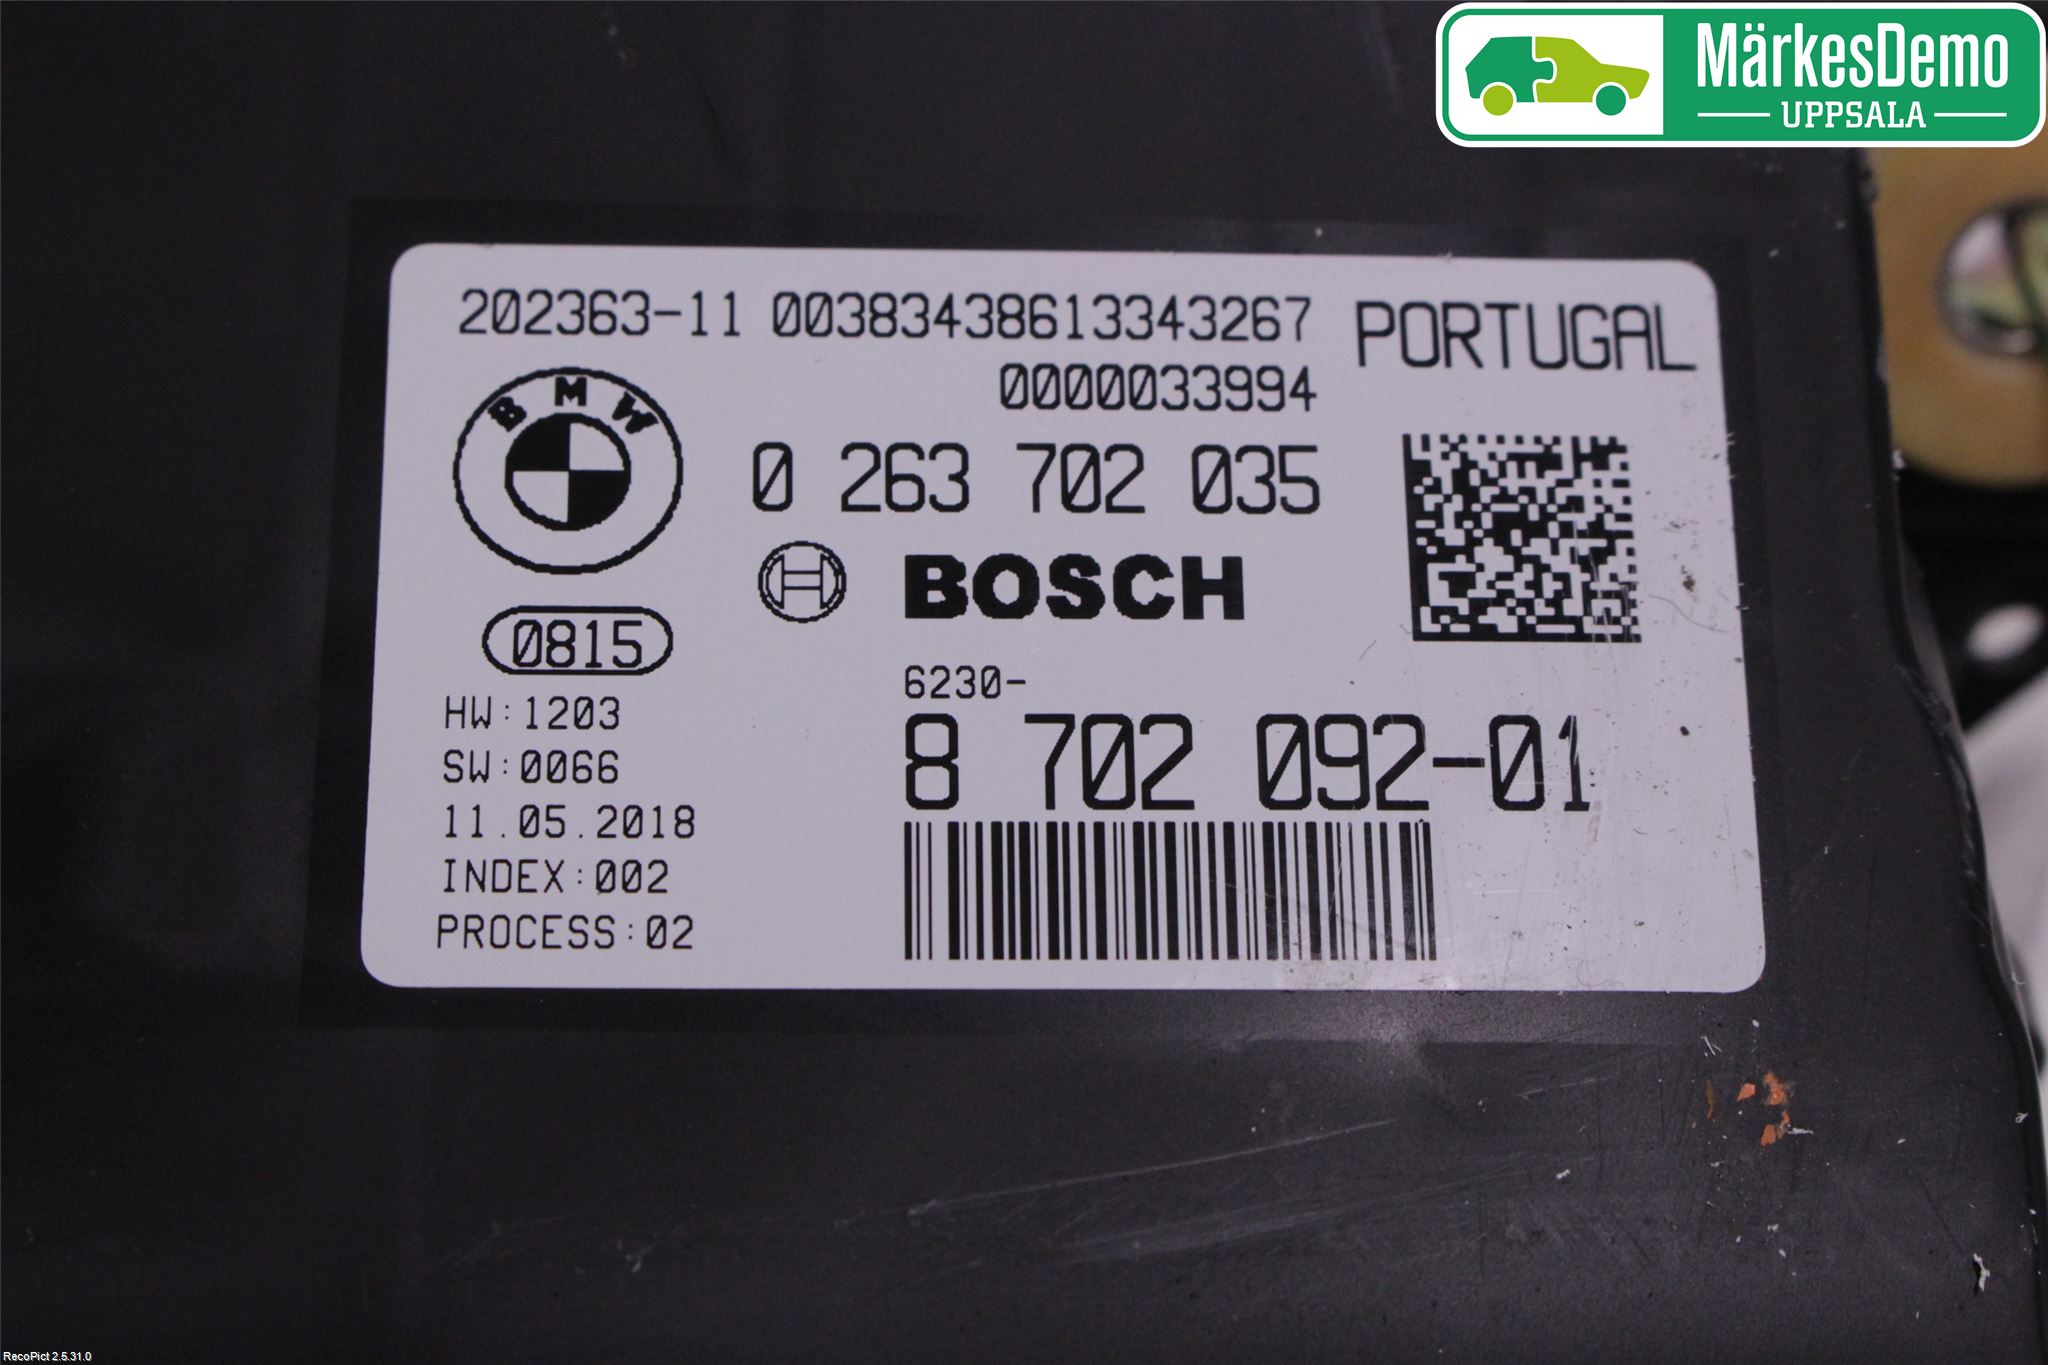 MärkesDemo
UPPSALA
202363-11 00383438613343267 PORTUGAL
0000033994
BMW
0 263 702 035
BOSCH
0815
6230-
8 702 092-01
HW:1203
SW:0066
11.05.2018
INDEX:002
PROCESS:02
RecoPict 2.5.31.0